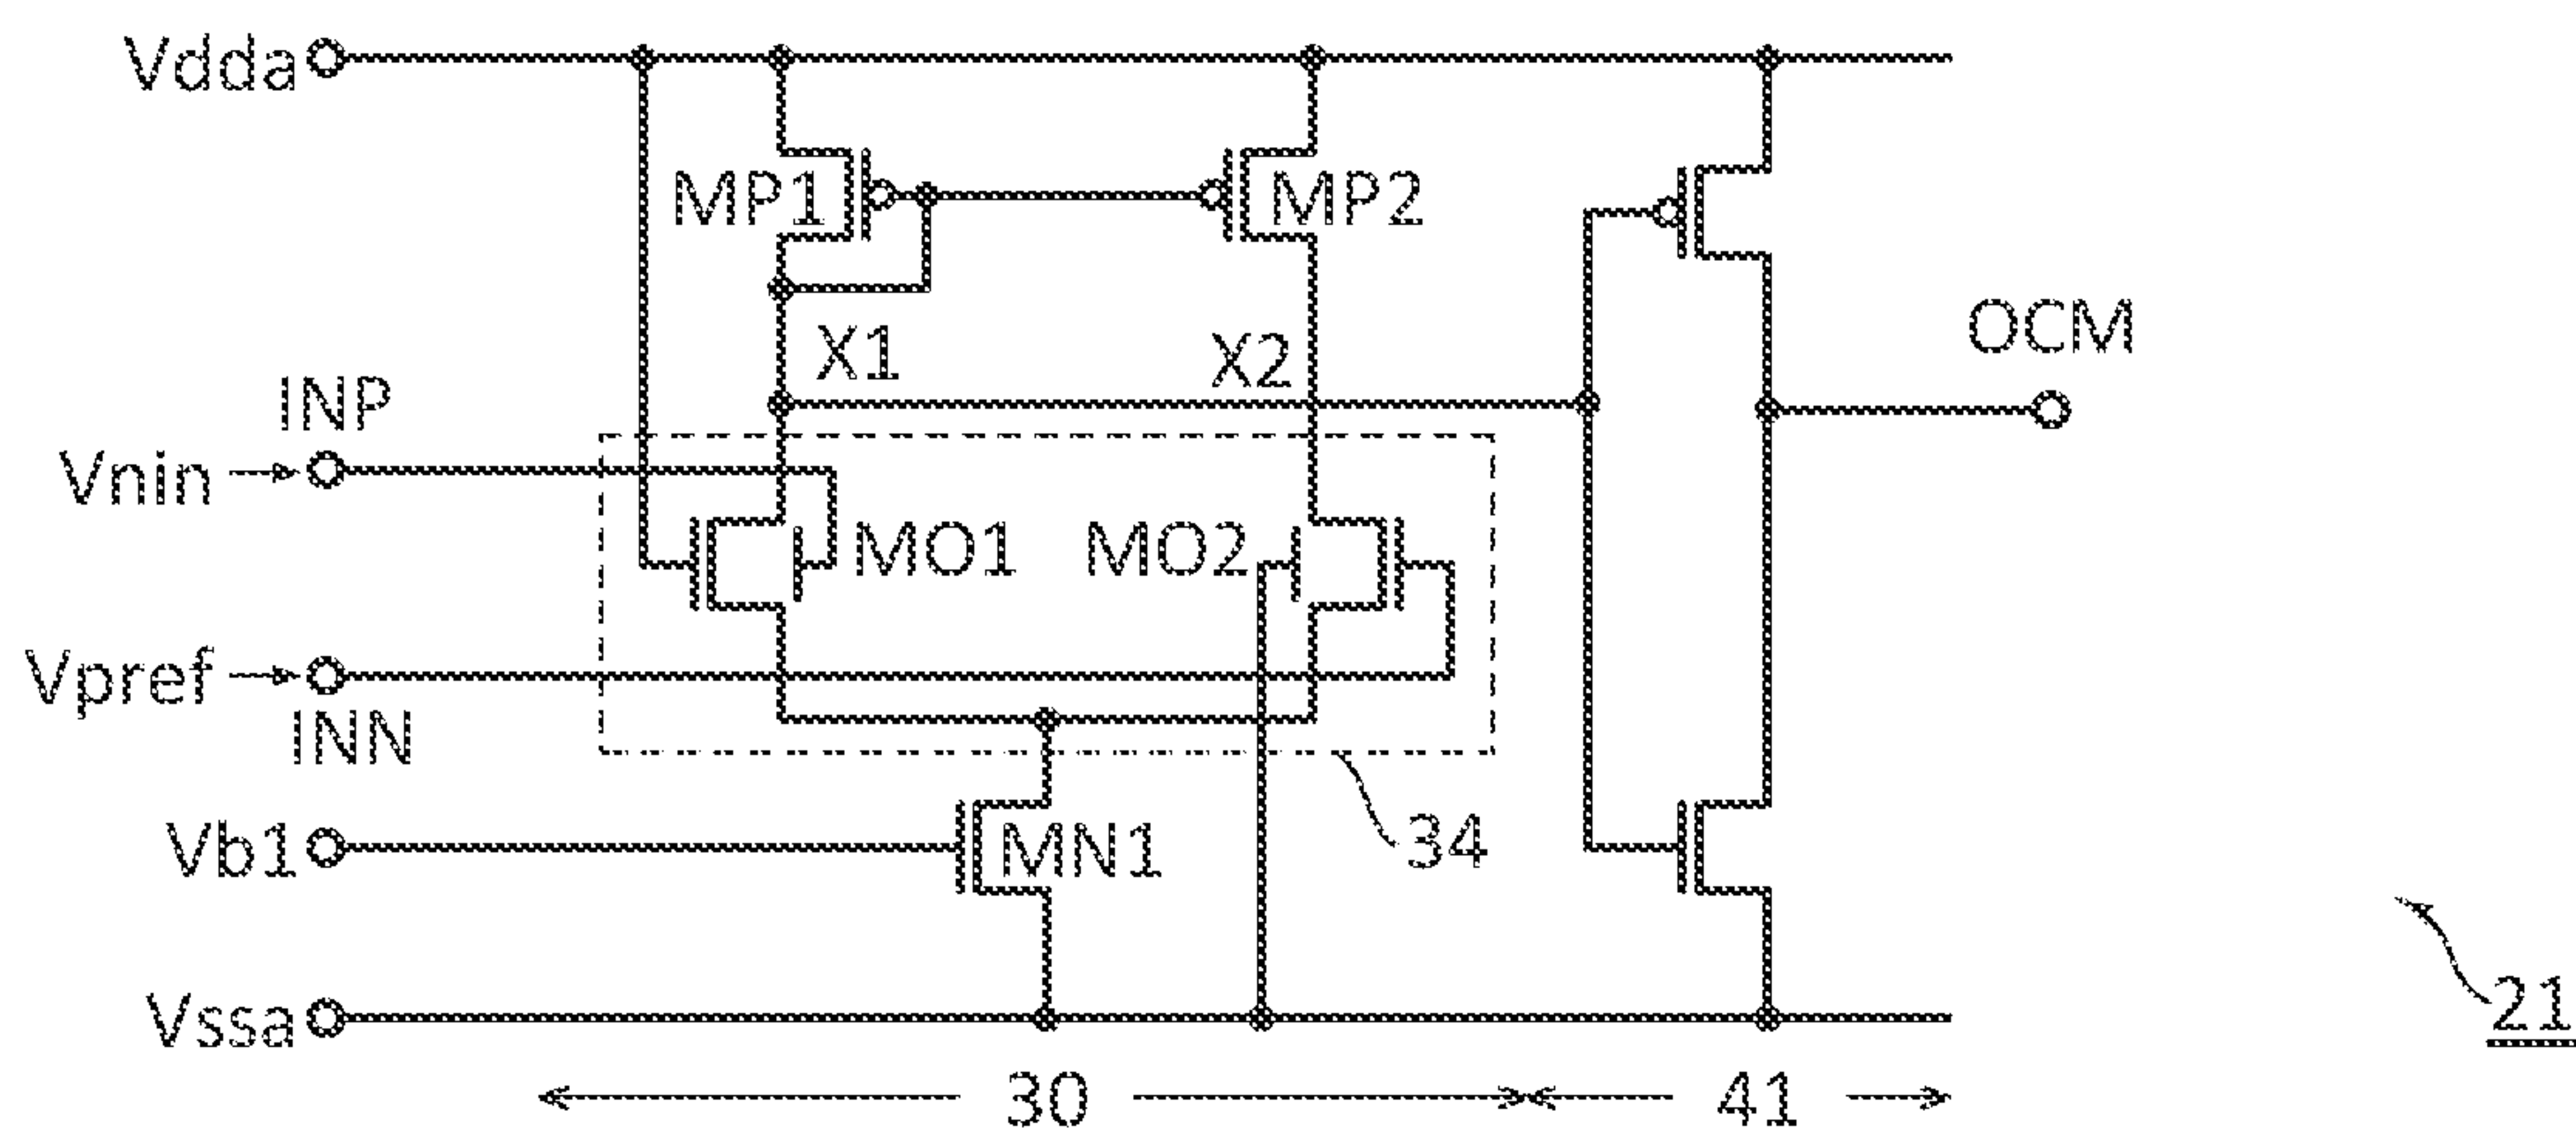 Vdda
MP1
MP2
X1
X2
OCM
INP
Vnin
MO1
MO2
Vpref
INN
Vb1
MN1
34
Vssa
21
30
41